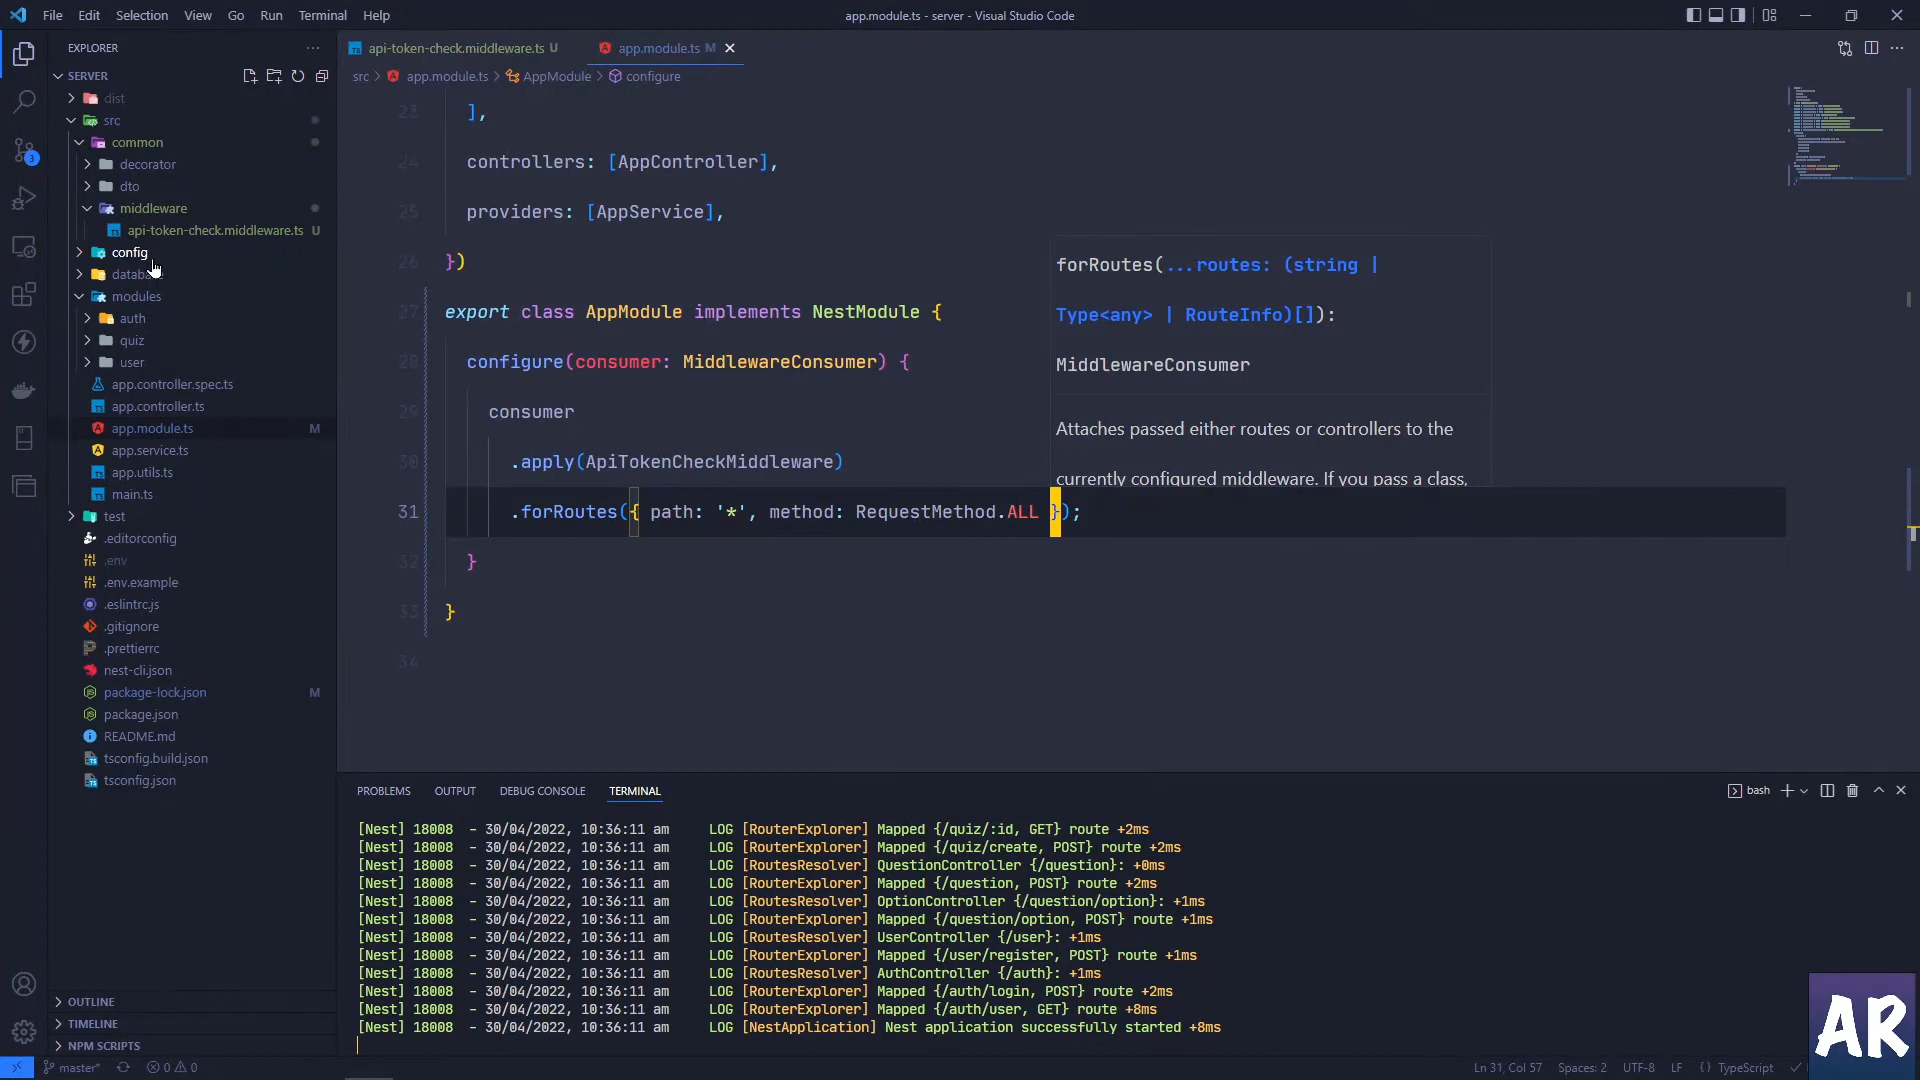 File Edit Selection View Go Run Terminal Help
app.module.ts - server - Visual Studio Code
EXPLORER
SERVER
dist
src
common
decorator
dto
middleware
api-token-check.middleware.ts U
config
modules
auth
quiz
user
app.controller.spec.ts
app.controller.ts
app.module.ts M
app.service.ts
app.utils.ts
main.ts
test
.editorconfig
.env
.env.example
.eslintrc.js
.gitignore
.prettierrc
nest-cli.json
package-lock.json M
package.json
README.md
tsconfig.build.json
tsconfig.json
OUTLINE
TIMELINE
NPM SCRIPTS
api-token-check.middleware.ts U app.module.ts M
src > app.module.ts > AppModule > configure
23 ],
24 controllers: [AppController],
25 providers: [AppService],
26 })
27 export class AppModule implements NestModule {
28 configure(consumer: MiddlewareConsumer) {
29 consumer
30 .apply(ApiTokenCheckMiddleware)
31 .forRoutes({ path: '*', method: RequestMethod.ALL });
32 }
33 }
34
forRoutes(...routes: (string |
Type<any> | RouteInfo)[]):
MiddlewareConsumer
Attaches passed either routes or controllers to the
currently configured middleware. If you pass a class,
PROBLEMS OUTPUT DEBUG CONSOLE TERMINAL
bash
[Nest] 18008 - 30/04/2022, 10:36:11 am LOG [RouterExplorer] Mapped {/quiz/:id, GET} route +2ms
[Nest] 18008 - 30/04/2022, 10:36:11 am LOG [RouterExplorer] Mapped {/quiz/create, POST} route +2ms
[Nest] 18008 - 30/04/2022, 10:36:11 am LOG [RoutesResolver] QuestionController {/question}: +0ms
[Nest] 18008 - 30/04/2022, 10:36:11 am LOG [RouterExplorer] Mapped {/question, POST} route +2ms
[Nest] 18008 - 30/04/2022, 10:36:11 am LOG [RoutesResolver] OptionController {/question/option}: +1ms
[Nest] 18008 - 30/04/2022, 10:36:11 am LOG [RouterExplorer] Mapped {/question/option, POST} route +1ms
[Nest] 18008 - 30/04/2022, 10:36:11 am LOG [RoutesResolver] UserController {/user}: +1ms
[Nest] 18008 - 30/04/2022, 10:36:11 am LOG [RouterExplorer] Mapped {/user/register, POST} route +1ms
[Nest] 18008 - 30/04/2022, 10:36:11 am LOG [RoutesResolver] AuthController {/auth}: +1ms
[Nest] 18008 - 30/04/2022, 10:36:11 am LOG [RouterExplorer] Mapped {/auth/login, POST} route +2ms
[Nest] 18008 - 30/04/2022, 10:36:11 am LOG [RouterExplorer] Mapped {/auth/user, GET} route +8ms
[Nest] 18008 - 30/04/2022, 10:36:11 am LOG [NestApplication] Nest application successfully started +8ms
AR
3
master* 0 0 Ln 31, Col 57 Spaces: 2 UTF-8 LF { } TypeScript